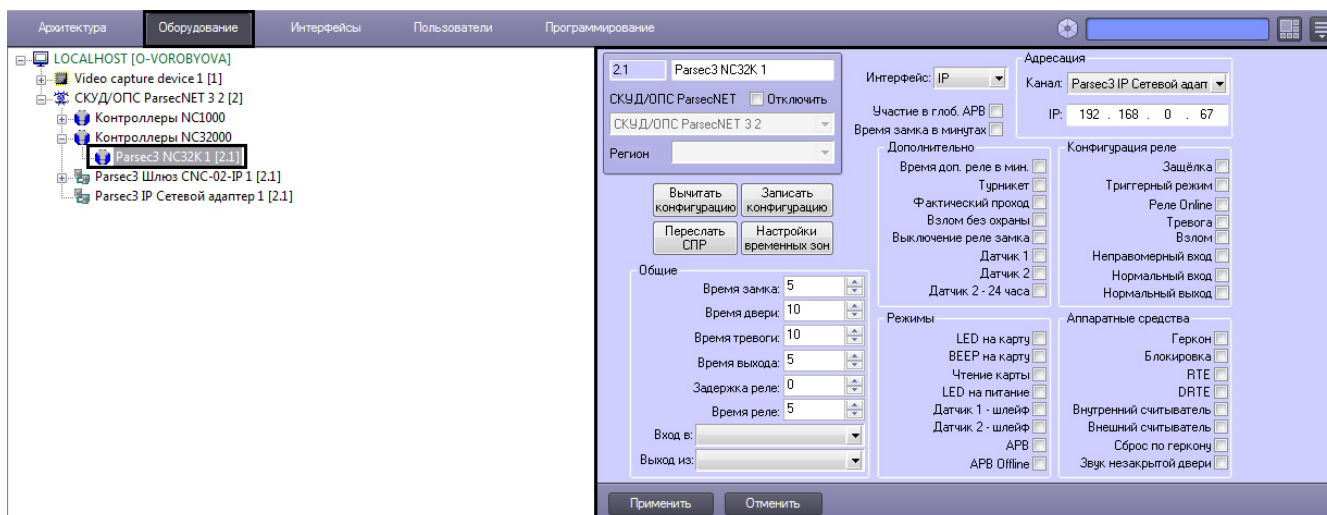 Архитектура Оборудование Интерфейсы Пользователи Программирование
LOCALHOST [O-VOROBYOVA]
Video capture device 1 [1]
СКУД/ОПС ParsecNET 3 2 [2]
Контроллеры NC1000
Контроллеры NC32000
Parsec3 NC32K 1 [2.1]
Parsec3 Шлюз CNC-02-IP 1 [2.1]
Parsec3 IP Сетевой адаптер 1 [2.1]
2.1 Parsec3 NC32K 1
СКУД/ОПС ParsecNET Отключить
СКУД/ОПС ParsecNET 3 2
Регион
Вычитать конфигурацию
Записать конфигурацию
Переслать СПР
Настройки временных зон
Общие
Время замка: 5
Время двери: 10
Время тревоги: 10
Время выхода: 5
Задержка реле: 0
Время реле: 5
Вход в:
Выход из:
Интерфейс: IP
Участие в глоб. АРВ
Время замка в минутах
Адресация
Канал: Parsec3 IP Сетевой адап
IP: 192 . 168 . 0 . 67
Дополнительно
Время доп. реле в мин.
Турникет
Фактический проход
Взлом без охраны
Выключение реле замка
Датчик 1
Датчик 2
Датчик 2 - 24 часа
Конфигурация реле
Защёлка
Триггерный режим
Реле Online
Тревога
Взлом
Неправомерный вход
Нормальный вход
Нормальный выход
Режимы
LED на карту
BEEP на карту
Чтение карты
LED на питание
Датчик 1 - шлейф
Датчик 2 - шлейф
APB
APB Offline
Аппаратные средства
Геркон
Блокировка
RTE
DRTE
Внутренний считыватель
Внешний считыватель
Сброс по геркону
Звук незакрытой двери
Применить Отменить